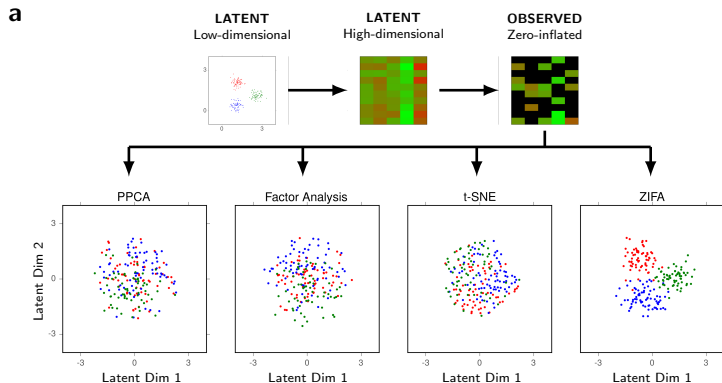 a
LATENT
Low-dimensional
LATENT
High-dimensional
OBSERVED
Zero-inflated
3
0
0
3
PPCA
Factor Analysis
t-SNE
ZIFA
Latent Dim 2
3
0
-3
-3
0
3
-3
0
3
-3
0
3
-3
0
3
Latent Dim 1
Latent Dim 1
Latent Dim 1
Latent Dim 1